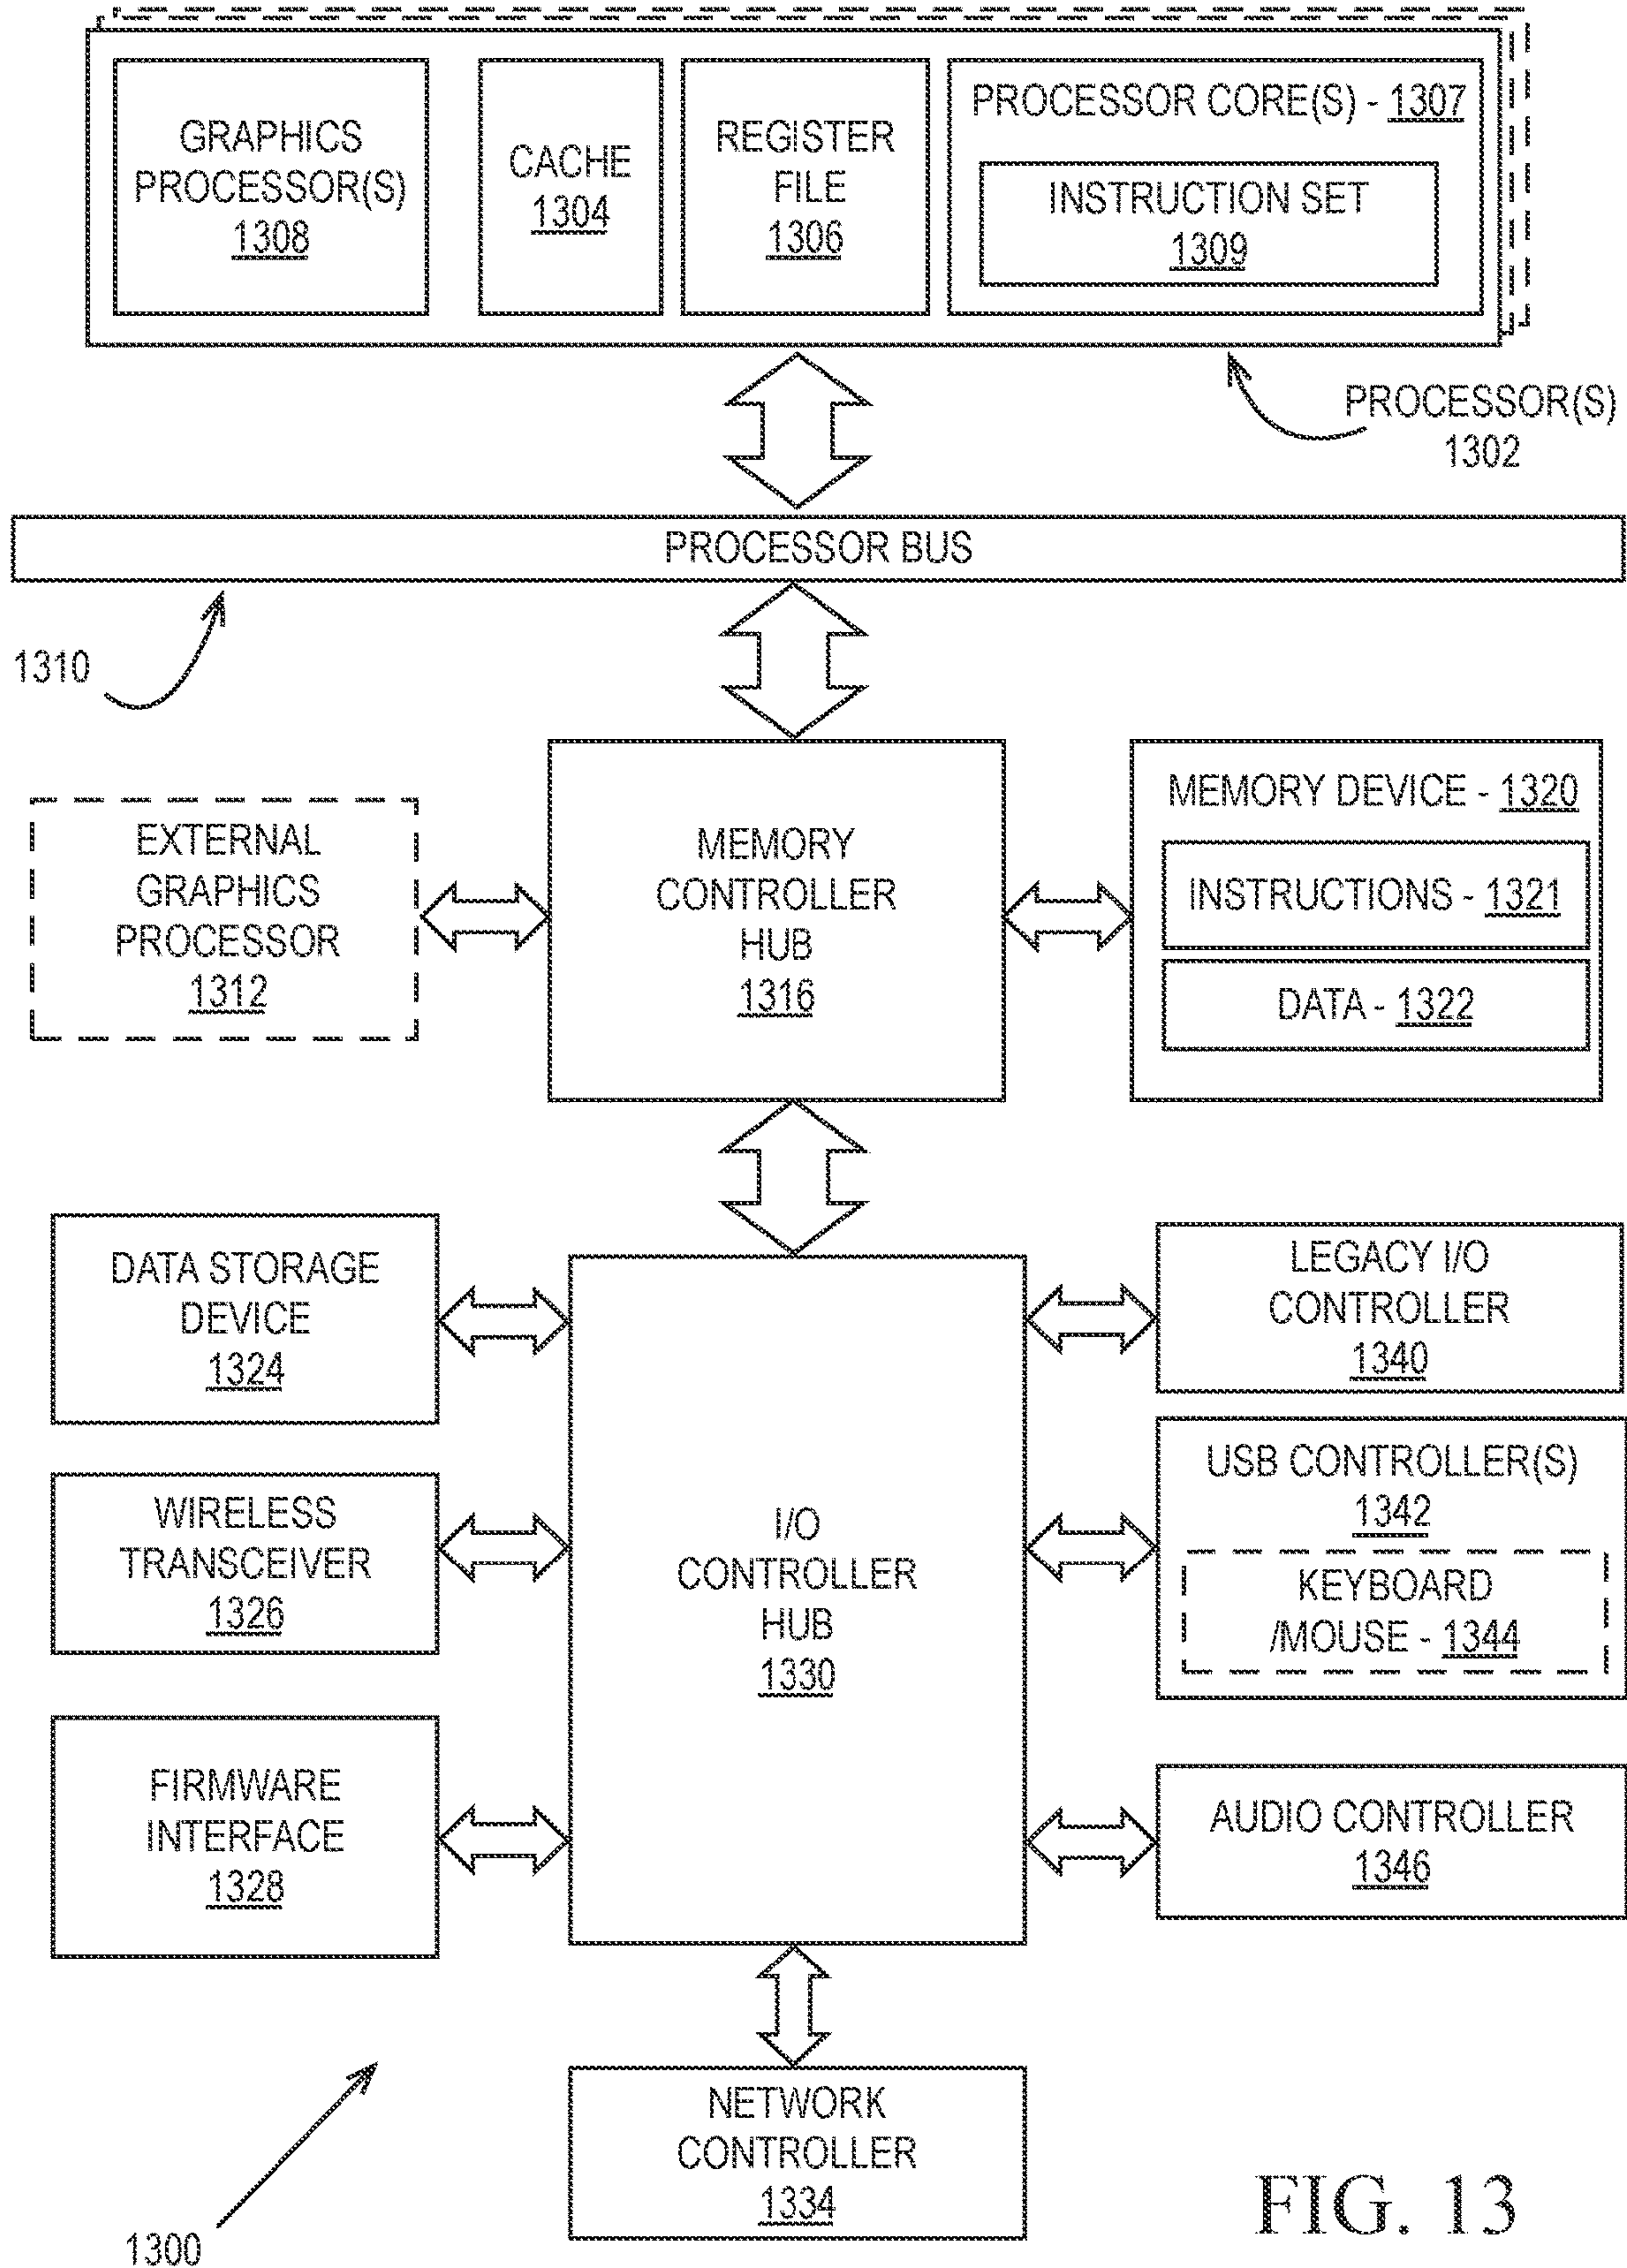 GRAPHICS
PROCESSOR(S)
1308
CACHE
1304
REGISTER
FILE
1306
PROCESSOR CORE(S) - 1307
INSTRUCTION SET
1309
PROCESSOR(S)
1302
PROCESSOR BUS
1310
EXTERNAL
GRAPHICS
PROCESSOR
1312
MEMORY
CONTROLLER
HUB
1316
MEMORY DEVICE - 1320
INSTRUCTIONS - 1321
DATA - 1322
DATA STORAGE
DEVICE
1324
WIRELESS
TRANSCEIVER
1326
FIRMWARE
INTERFACE
1328
I/O
CONTROLLER
HUB
1330
LEGACY I/O
CONTROLLER
1340
USB CONTROLLER(S)
1342
KEYBOARD
/MOUSE - 1344
AUDIO CONTROLLER
1346
NETWORK
CONTROLLER
1334
1300
FIG. 13